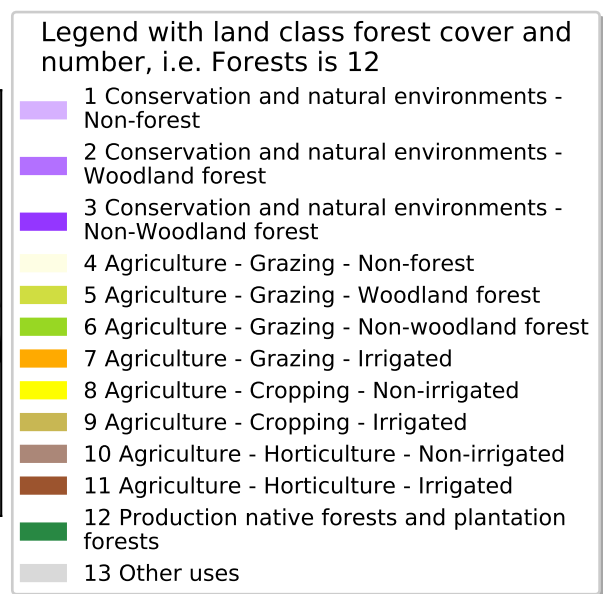 Legend with land class forest cover and
number, i.e. Forests is 12
1 Conservation and natural environments -
Non-forest
2 Conservation and natural environments -
Woodland forest
3 Conservation and natural environments -
Non-Woodland forest
4 Agriculture - Grazing - Non-forest
5 Agriculture - Grazing - Woodland forest
6 Agriculture - Grazing - Non-woodland forest
7 Agriculture - Grazing - Irrigated
8 Agriculture - Cropping - Non-irrigated
9 Agriculture - Cropping - Irrigated
10 Agriculture - Horticulture - Non-irrigated
11 Agriculture - Horticulture - Irrigated
12 Production native forests and plantation
forests
13 Other uses